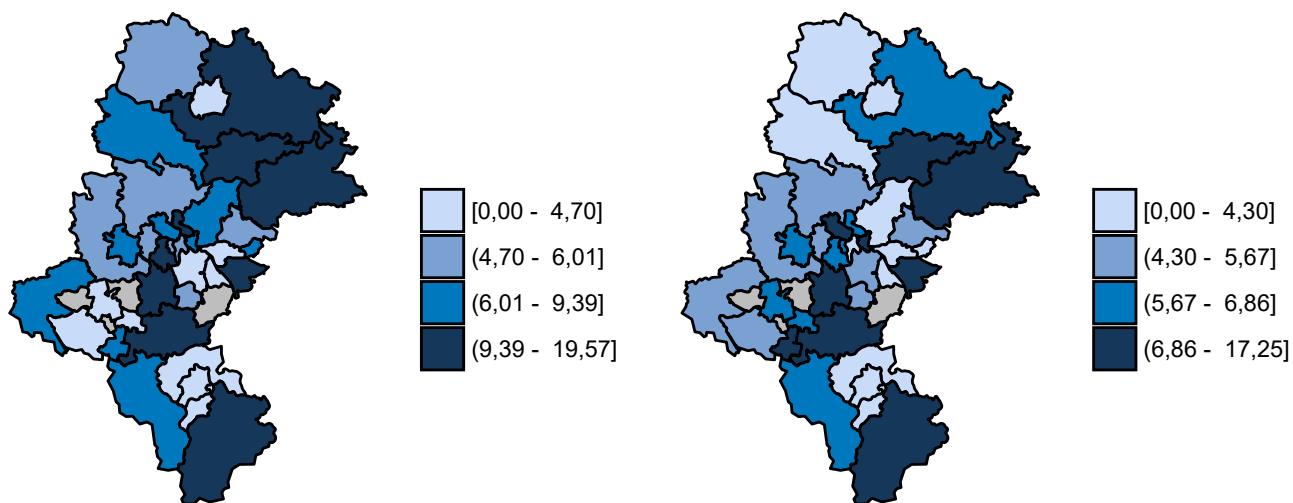 [0,00 - 4,70]
(4,70 - 6,01]
(6,01 - 9,39]
(9,39 - 19,57]
[0,00 - 4,30]
(4,30 - 5,67]
(5,67 - 6,86]
(6,86 - 17,25]